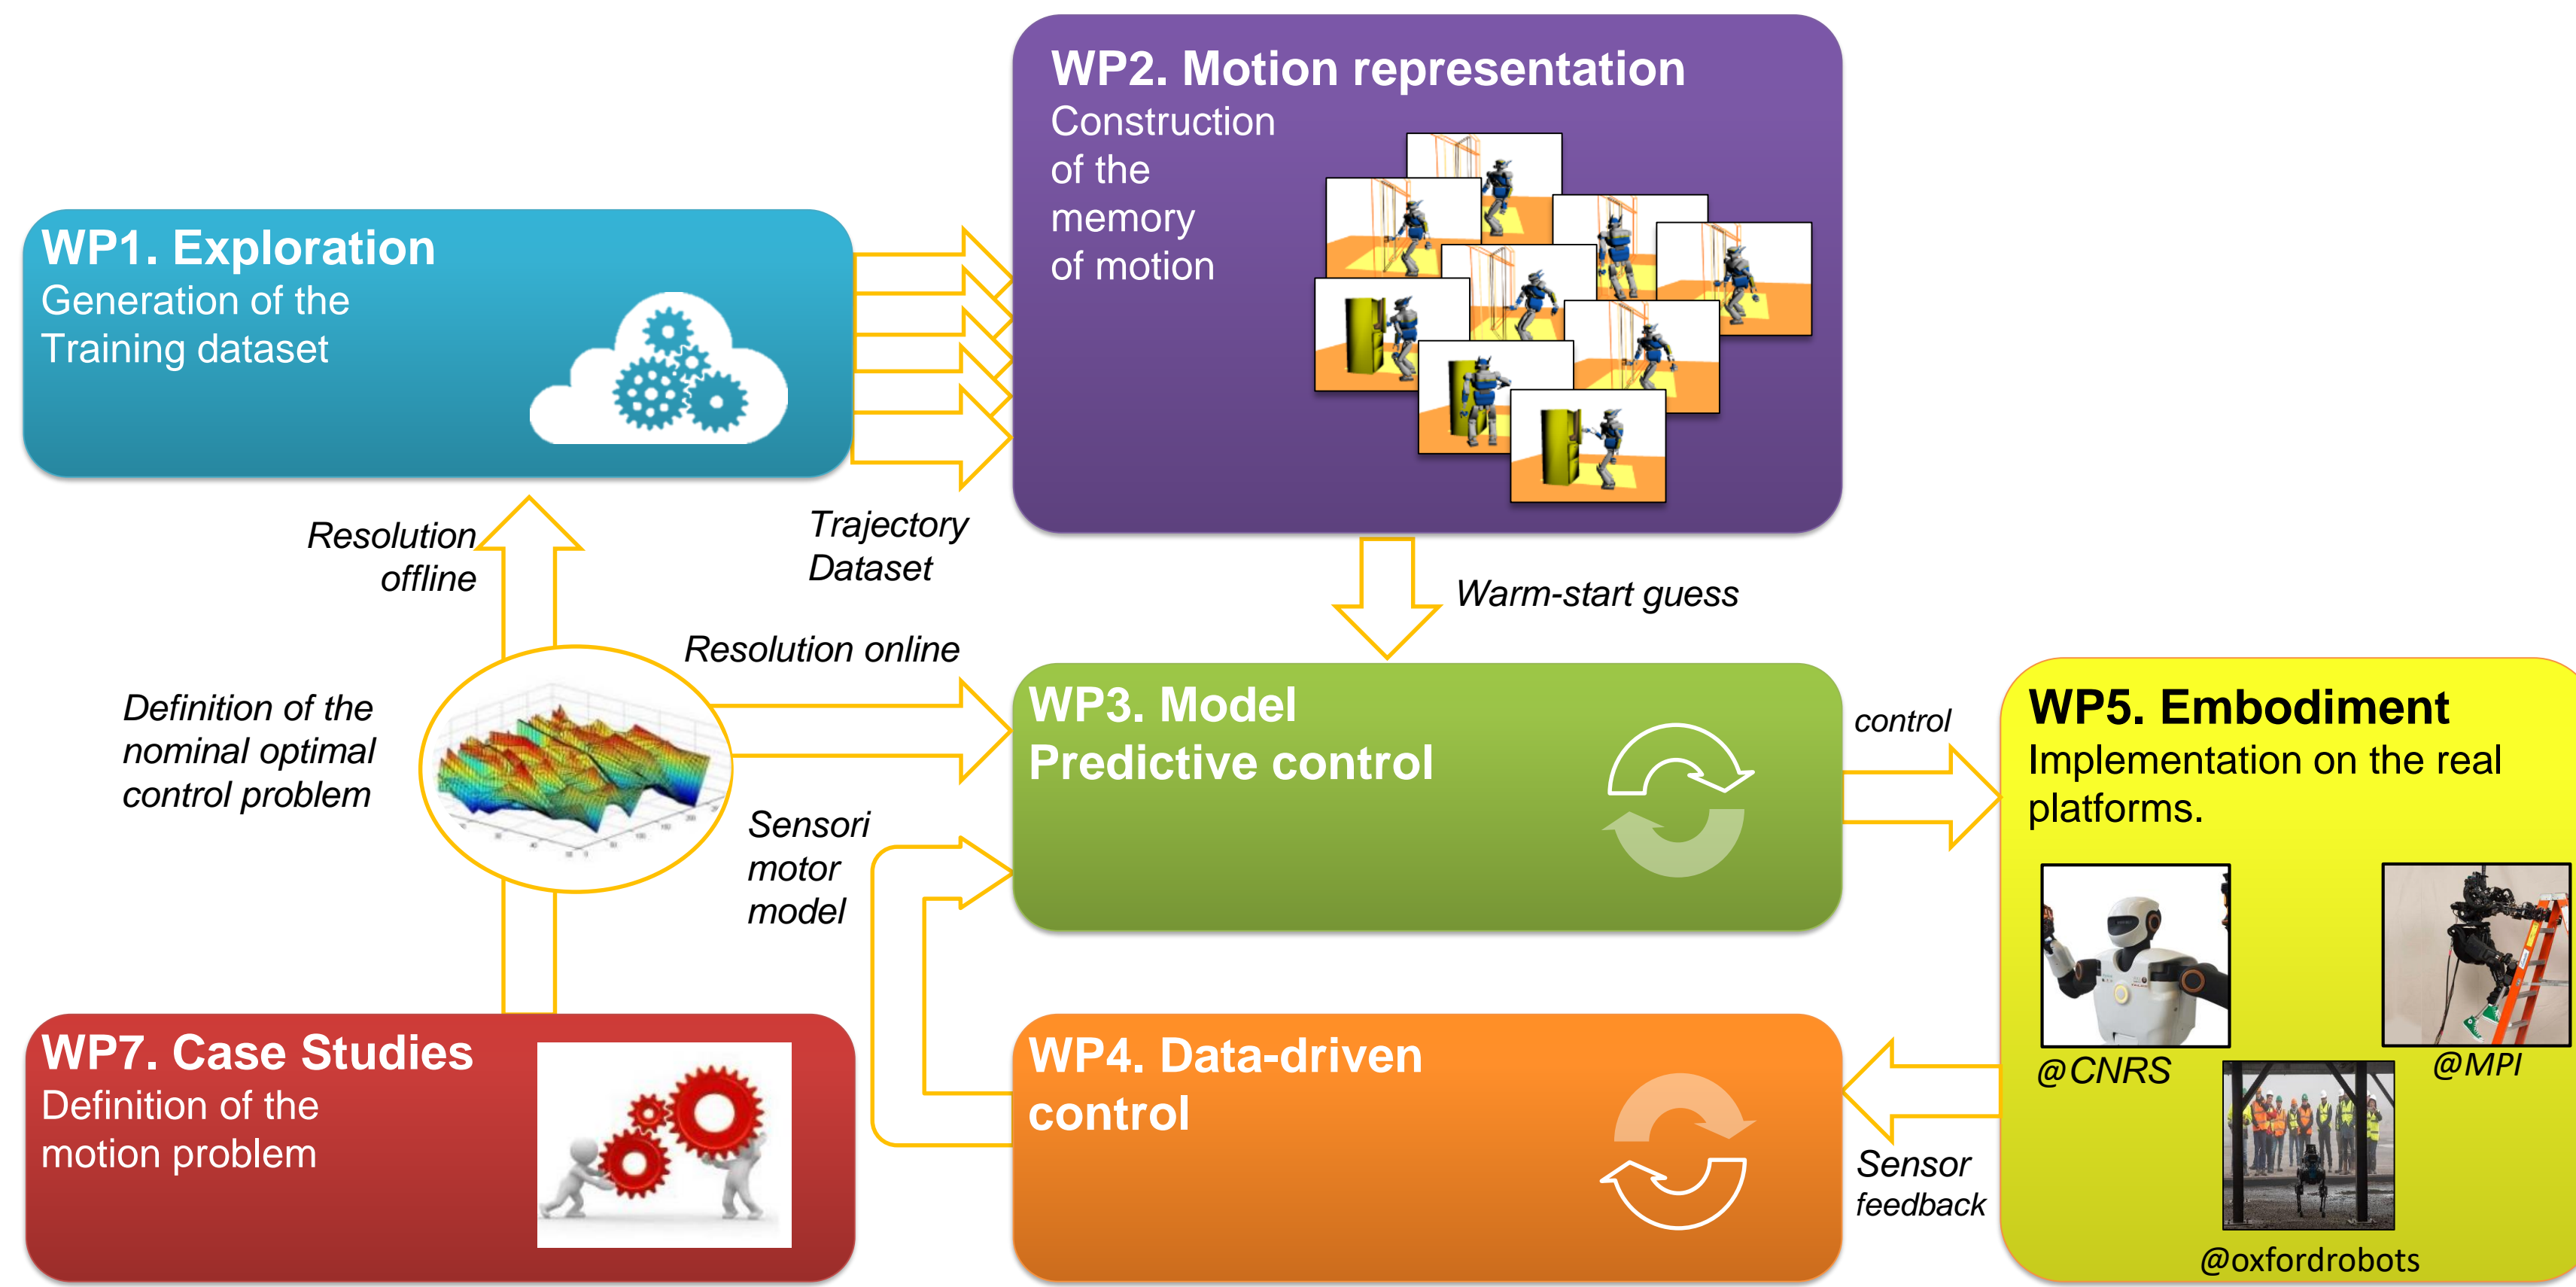 WP2. Motion representation
Construction
of the
memory
of motion
WP1. Exploration
Generation of the
Training dataset
Resolution
offline
Trajectory
Dataset
Warm-start guess
Resolution online
Definition of the
nominal optimal
control problem
WP3. Model
Predictive control
control
WP5. Embodiment
Implementation on the real
platforms.
Sensori
motor
model
@CNRS
@MPI
@oxfordrobots
WP7. Case Studies
Definition of the
motion problem
WP4. Data-driven
control
Sensor
feedback